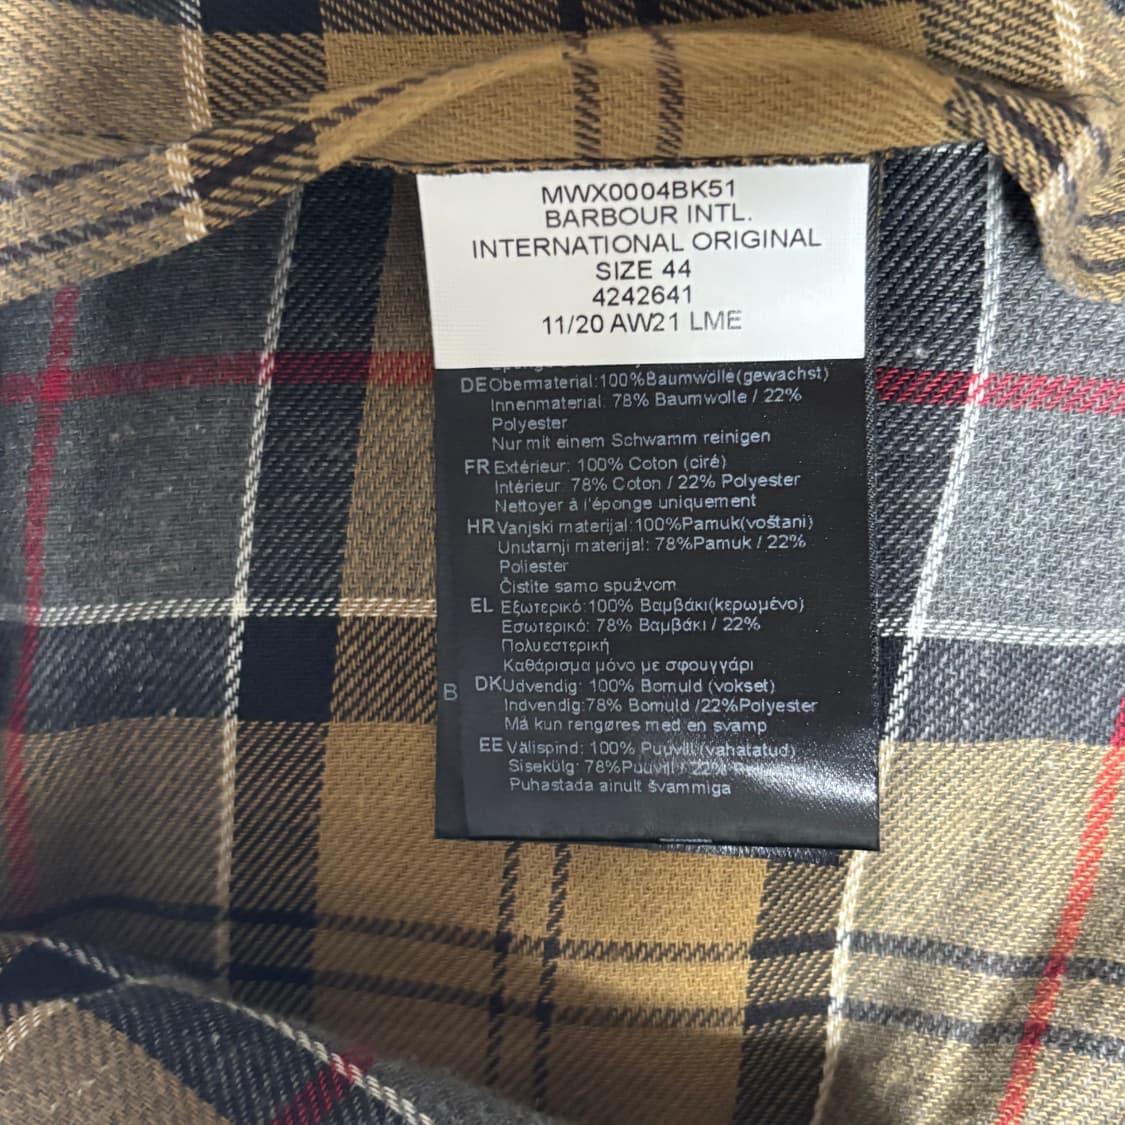 MWX0004BK51
BARBOUR INTL.
INTERNATIONAL ORIGINAL
SIZE 44
4242641
11/20 AW21 LME
DE Obermaterial:100%Baumwolle(gewachst)
Innenmaterial: 78% Baumwolle / 22%
Polyester
Nur mit einem Schwamm reinigen
FR Extérieur: 100% Coton (ciré)
Intérieur: 78% Coton / 22% Polyester
Nettoyer à l'éponge uniquement
HR Vanjski materijal:100%Pamuk(voštani)
Unutarnji materijal: 78%Pamuk / 22%
Poliester
Čistite samo spužvom
EL Εξωτερικό:100% Βαμβάκι(κερωμένο)
Εσωτερικό: 78% Βαμβάκι / 22%
Πολυεστερική
Καθάρισμα μόνο με σφουγγάρι
B
DK Udvendig: 100% Bomuld (vokset)
Indvendig:78% Bomuld /22%Polyester
Må kun rengøres med en svamp
EE Välispind: 100% Puuvill (vahatatud)
Sisekülg: 78%Puuvill / 22%
Puhastada ainult švammiga